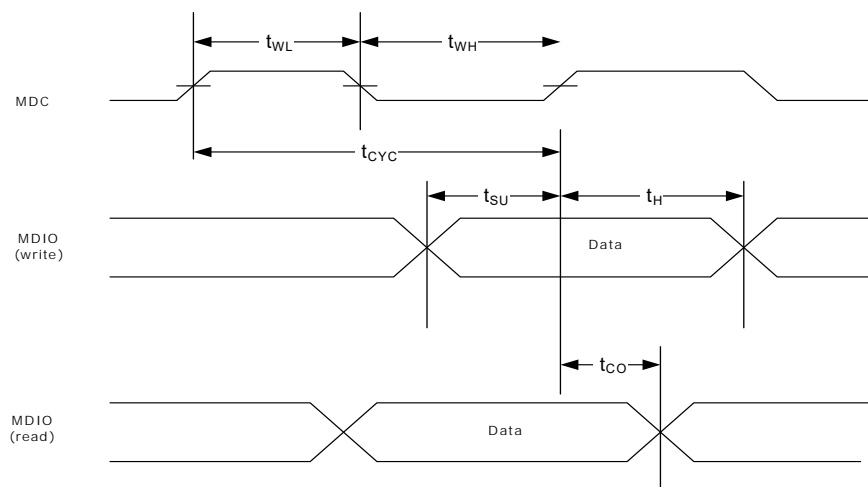 tWL
tWH
MDC
tCYC
tSU
tH
MDIO
(write)
Data
tCO
MDIO
(read)
Data